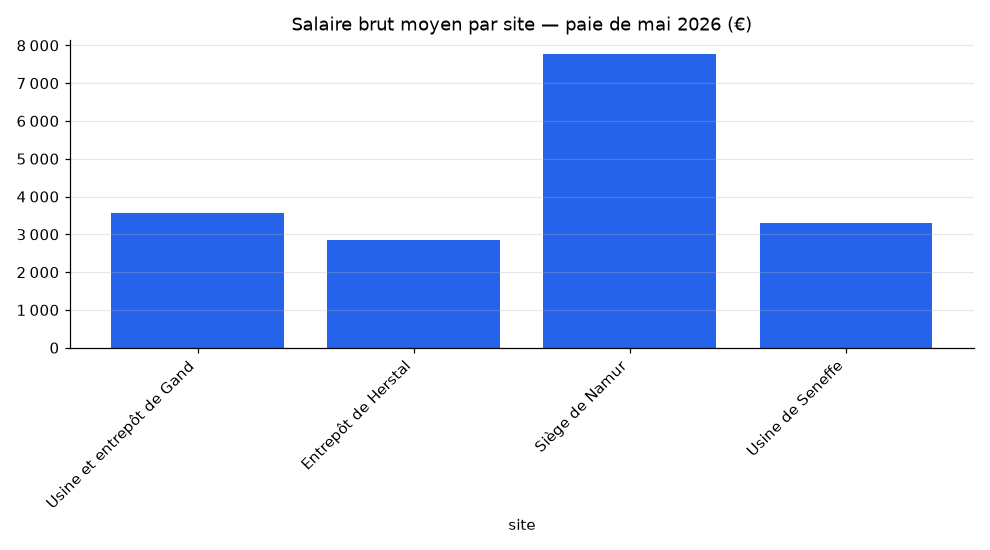 Salaire brut moyen par site — paie de mai 2026 (€)
8 000
7 000
6 000
5 000
4 000
3 000
2 000
1 000
0
Usine et entrepôt de Gand
Entrepôt de Herstal
Siège de Namur
Usine de Seneffe
site